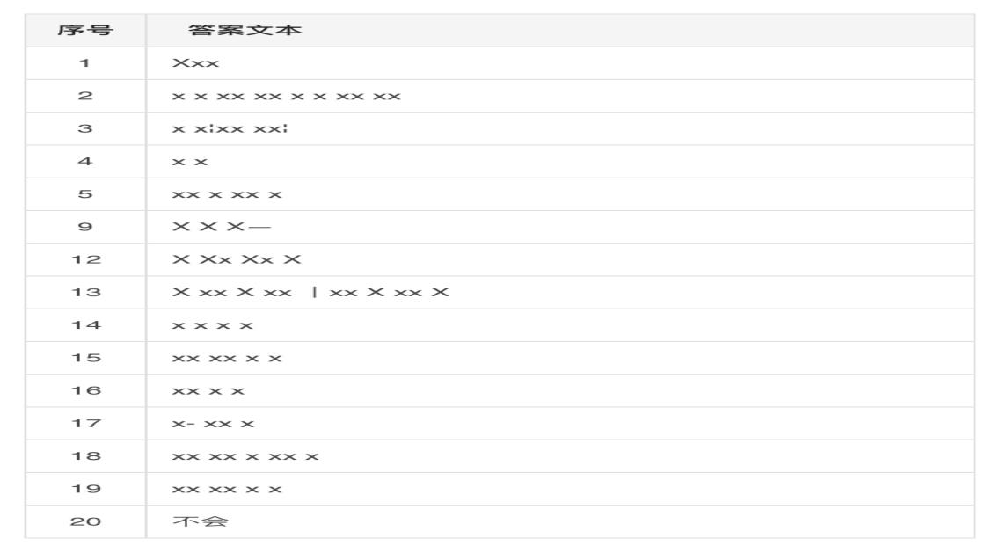 序号 答案文本
1 Xxx
2 x x xx xx x x xx xx
3 x x¦xx xx¦
4 x x
5 xx x xx x
9 X X X—
12 X Xx Xx X
13 X xx X xx | xx X xx X
14 x x x x
15 xx xx x x
16 xx x x
17 x- xx x
18 xx xx x xx x
19 xx xx x x
20 不会